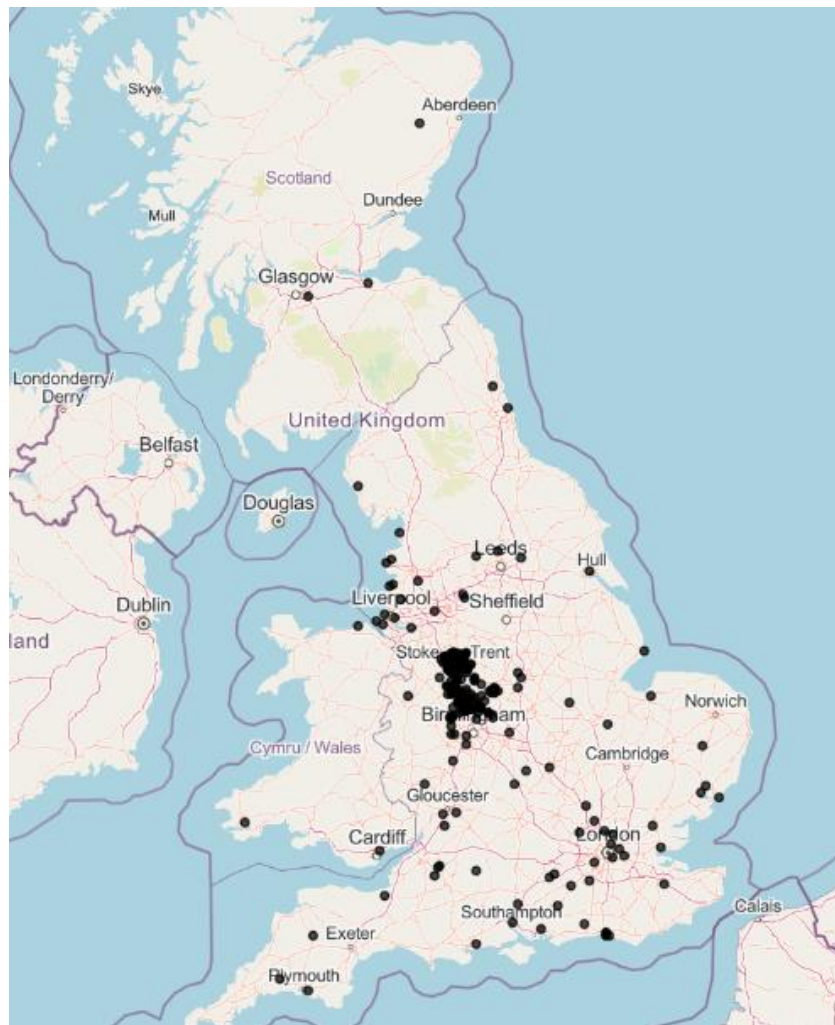 Skye
Aberdeen
Scotland
Dundee
Mull
Glasgow
Londonderry/
Derry
United Kingdom
Belfast
Douglas
Leeds
Hull
Dublin
Liverpool
Sheffield
land
Stoke Trent
Birmingham
Norwich
Cymru / Wales
Cambridge
Gloucester
Cardiff
London
Southampton
Calais
Exeter
Plymouth